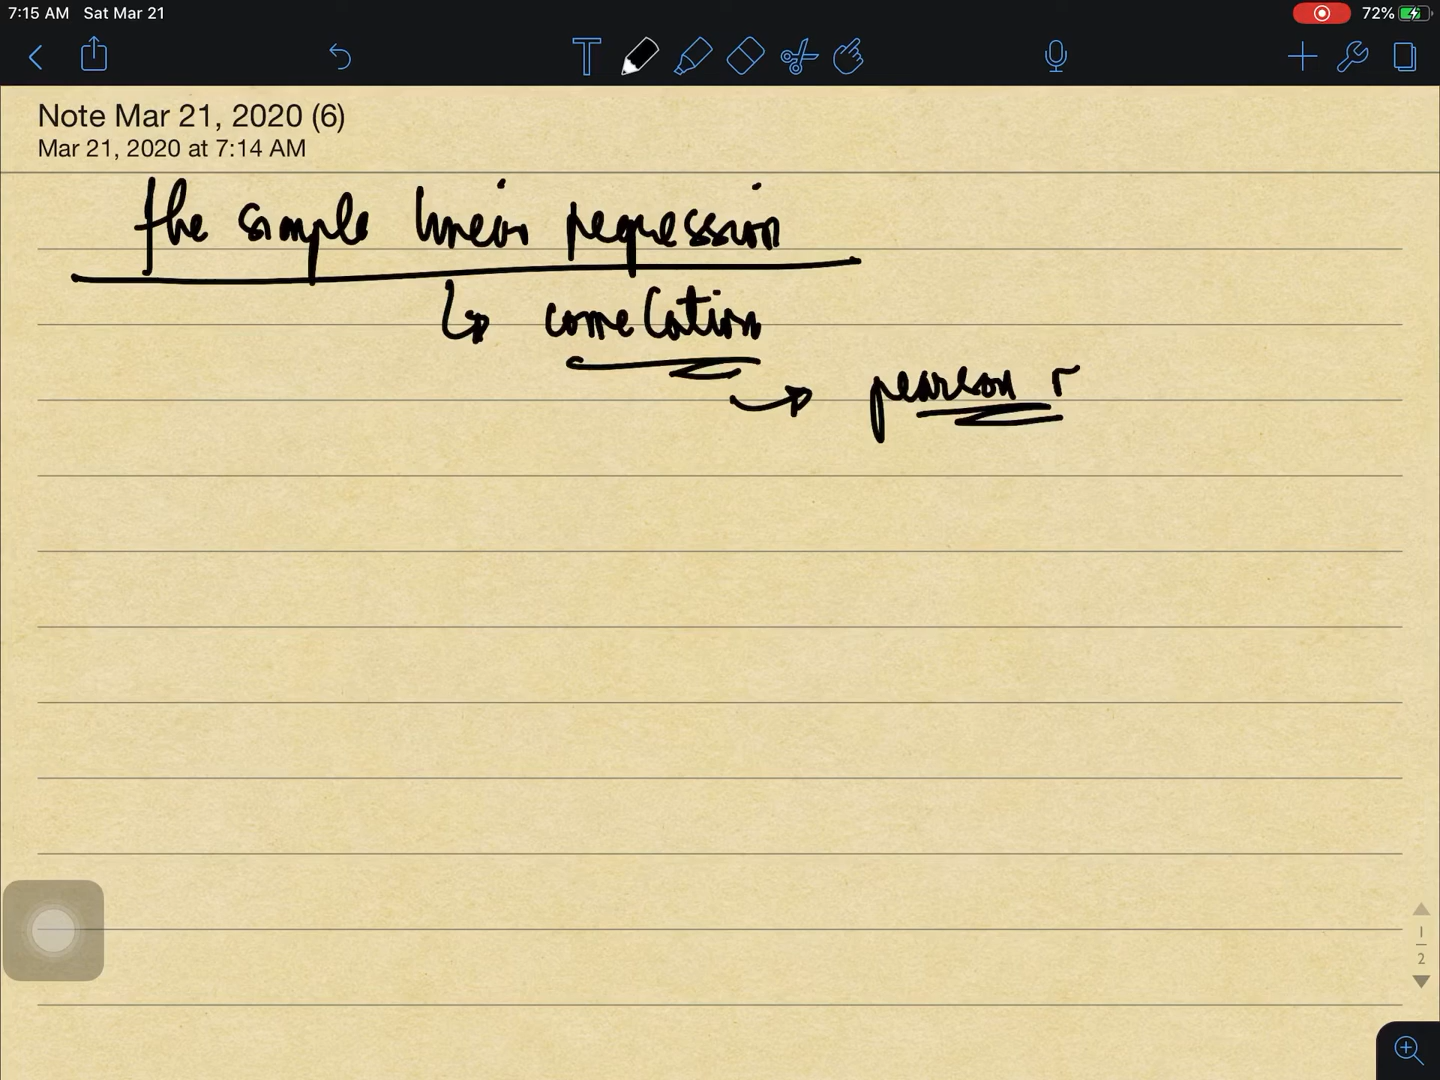 7:15 AM Sat Mar 21 72%
T
Note Mar 21, 2020 (6)
Mar 21, 2020 at 7:14 AM
the simple linear regression
correlation
pearson r
1
2